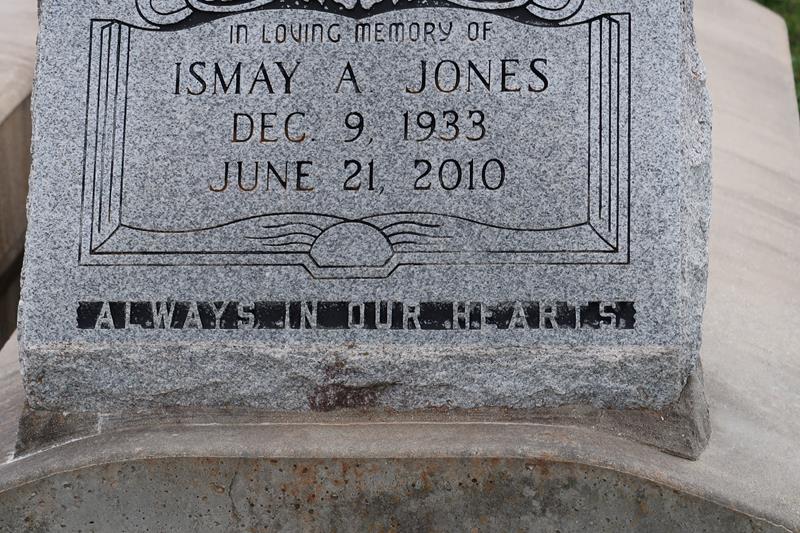 IN LOVING MEMORY OF
ISMAY A. JONES
DEC. 9, 1933
JUNE 21, 2010
ALWAYS IN OUR HEARTS